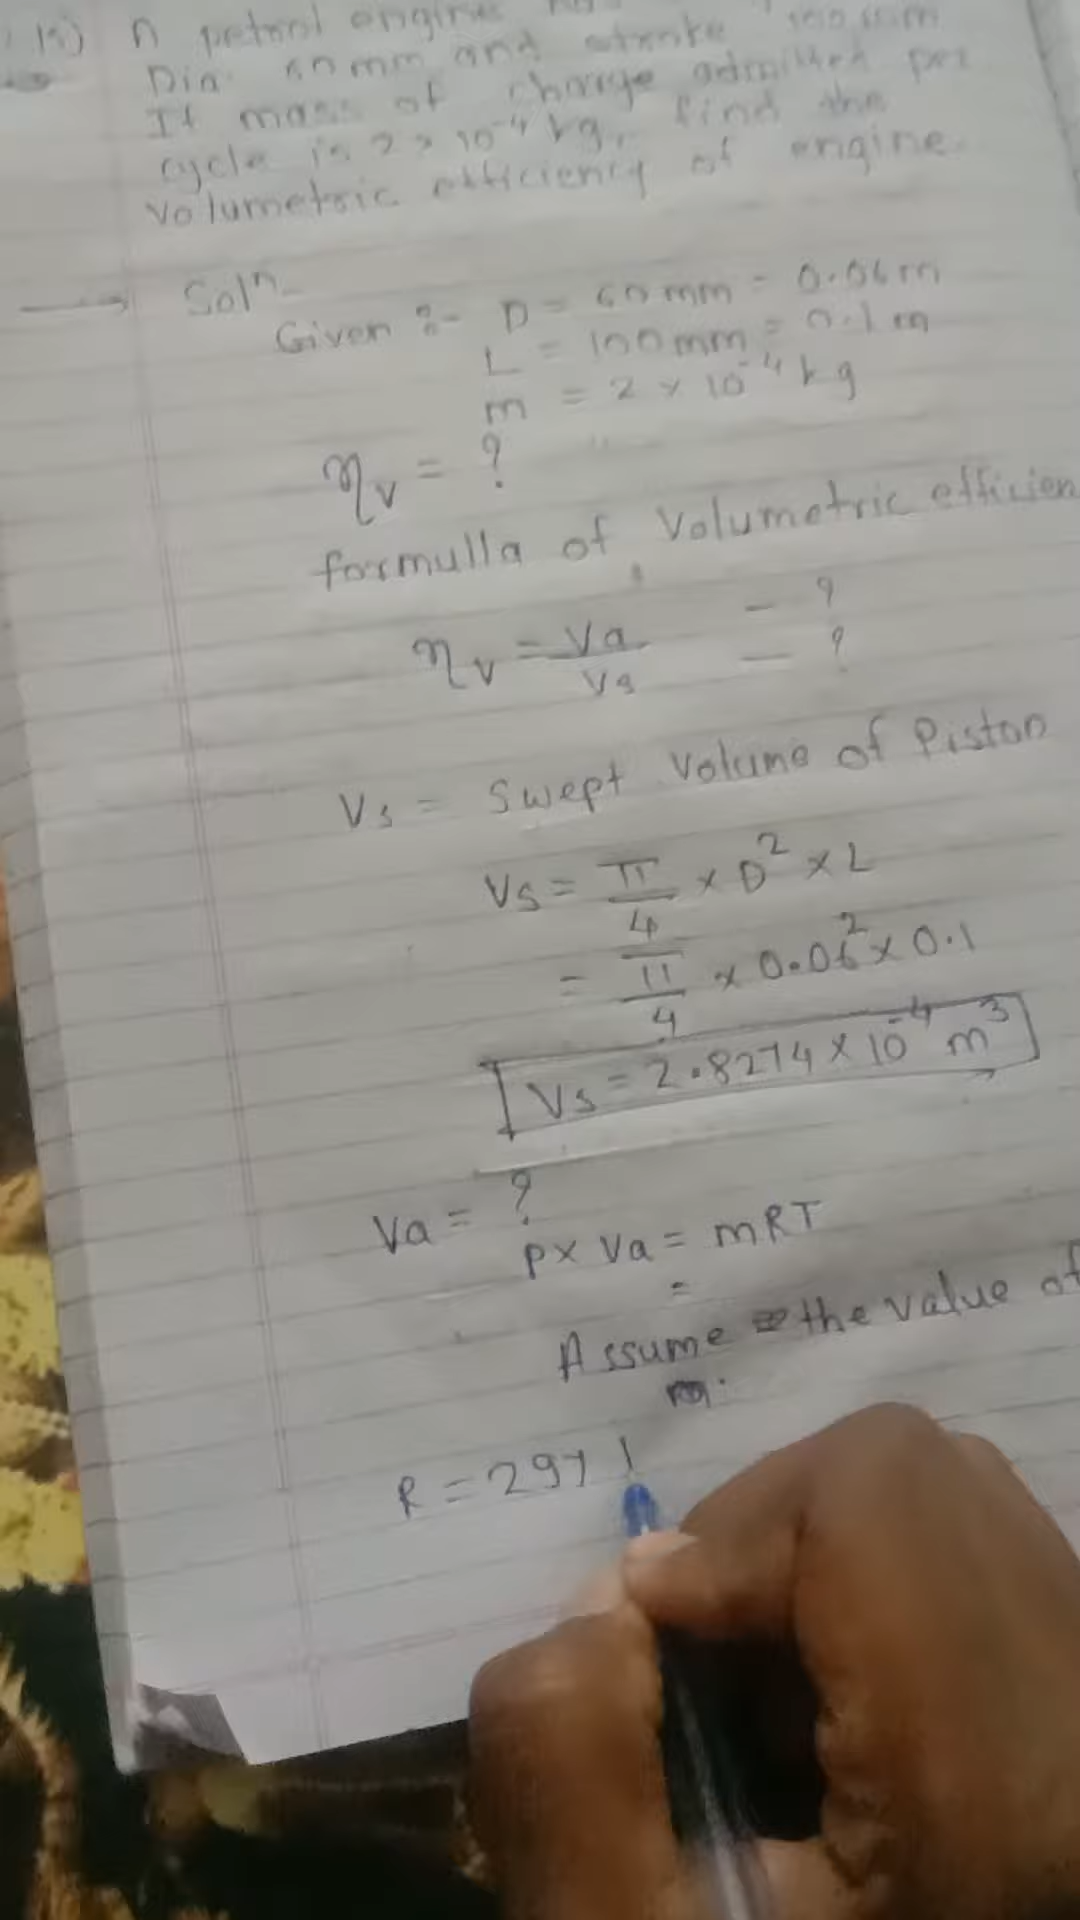 petrol engines
Dia. 60 mm and stroke 100 mm
If mass of charge admitted per
cycle is 2 × 10⁻⁴ kg, find the
volumetric efficiency of engine.
Solⁿ-
Given :- D = 60 mm = 0.06 m
L = 100 mm = 0.1 m
m = 2 × 10⁻⁴ kg
ηv = ?
formulla of Volumetric efficien
ηv = Va/Vs - ? - ?
Vs = Swept Volume of Piston
Vs = π/4 × D² × L
= π/4 × 0.06² × 0.1
Vs = 2.8274 × 10⁻⁴ m³
Va = ?
P × Va = mRT
=
Assume the value of
R = 297